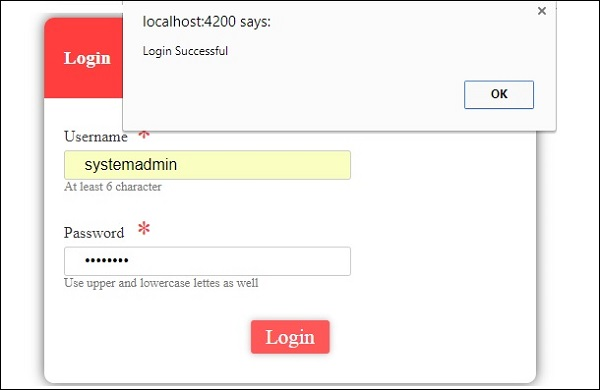 localhost:4200 says:
Login Successful
OK
Login
Username *
systemadmin
At least 6 character
Password *
••••••••
Use upper and lowercase lettes as well
Login